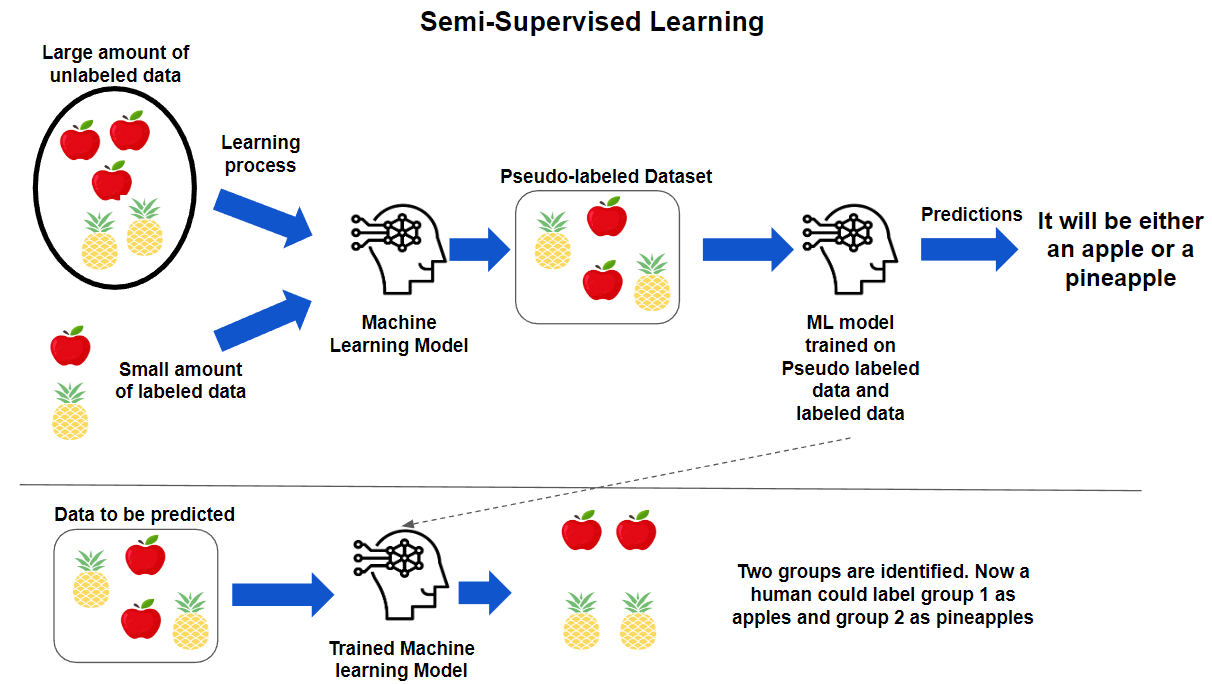 Semi-Supervised Learning
Large amount of
unlabeled data
Learning
process
Small amount
of labeled data
Machine
Learning Model
Pseudo-labeled Dataset
ML model
trained on
Pseudo labeled
data and
labeled data
Predictions
It will be either
an apple or a
pineapple
Data to be predicted
Trained Machine
learning Model
Two groups are identified. Now a
human could label group 1 as
apples and group 2 as pineapples